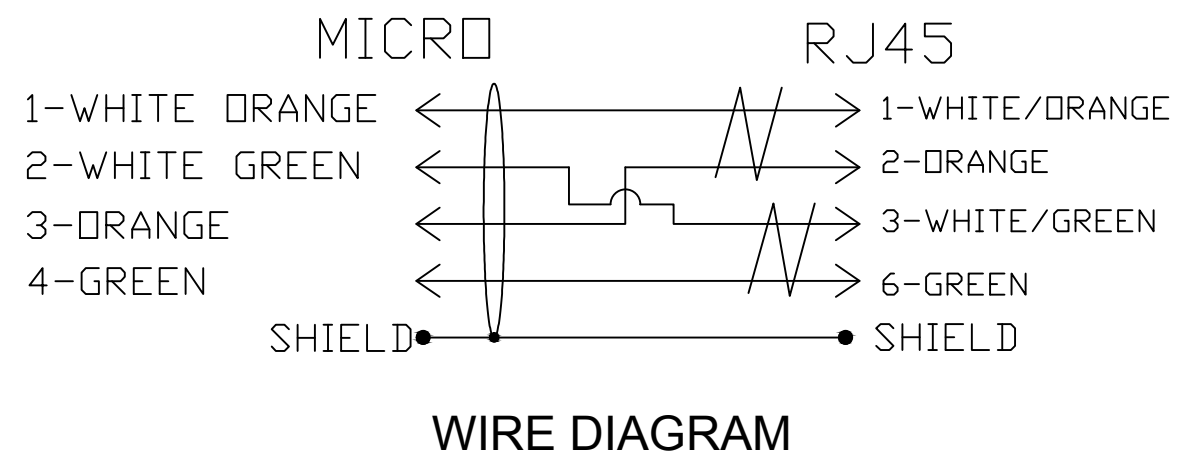 MICRO RJ45
1-WHITE ORANGE 1-WHITE/ORANGE
2-WHITE GREEN 2-ORANGE
3-ORANGE 3-WHITE/GREEN
4-GREEN 6-GREEN
SHIELD SHIELD
WIRE DIAGRAM